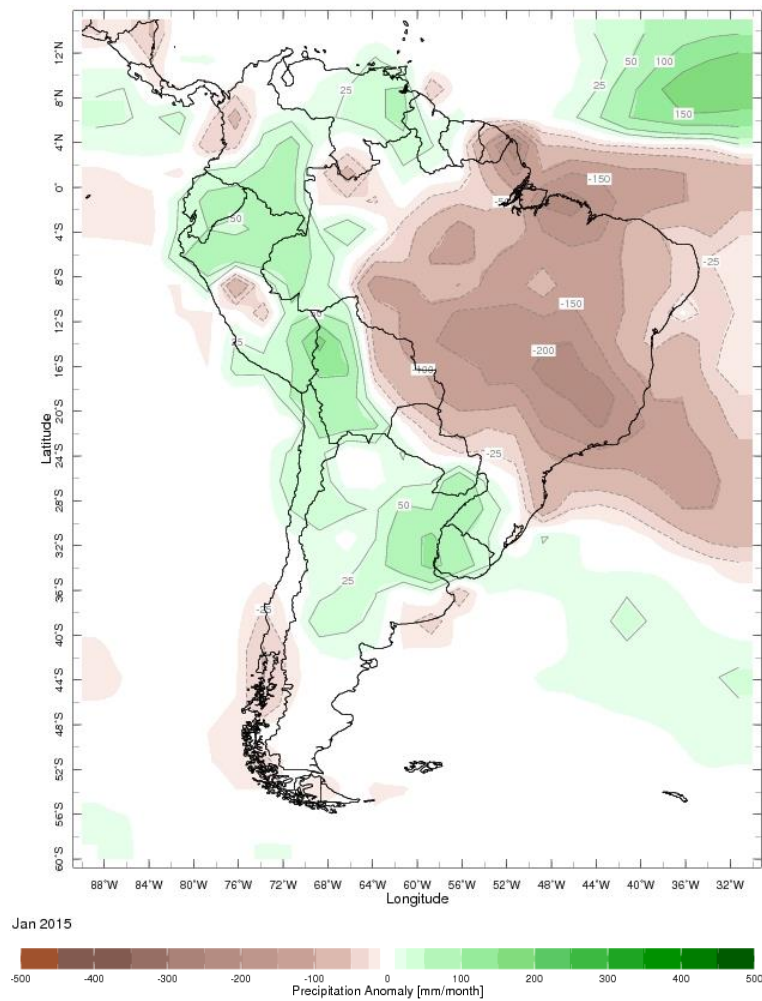 12°N
8°N
4°N
0°
4°S
8°S
12°S
16°S
20°S
24°S
28°S
32°S
36°S
40°S
44°S
48°S
52°S
56°S
60°S
Latitude
50
100
25
150
25
-150
50
-25
-150
25
-200
-100
-25
50
25
-25
88°W 84°W 80°W 76°W 72°W 68°W 64°W 60°W 56°W 52°W 48°W 44°W 40°W 36°W 32°W
Longitude
Jan 2015
-500 -400 -300 -200 -100 0 100 200 300 400 500
Precipitation Anomaly [mm/month]